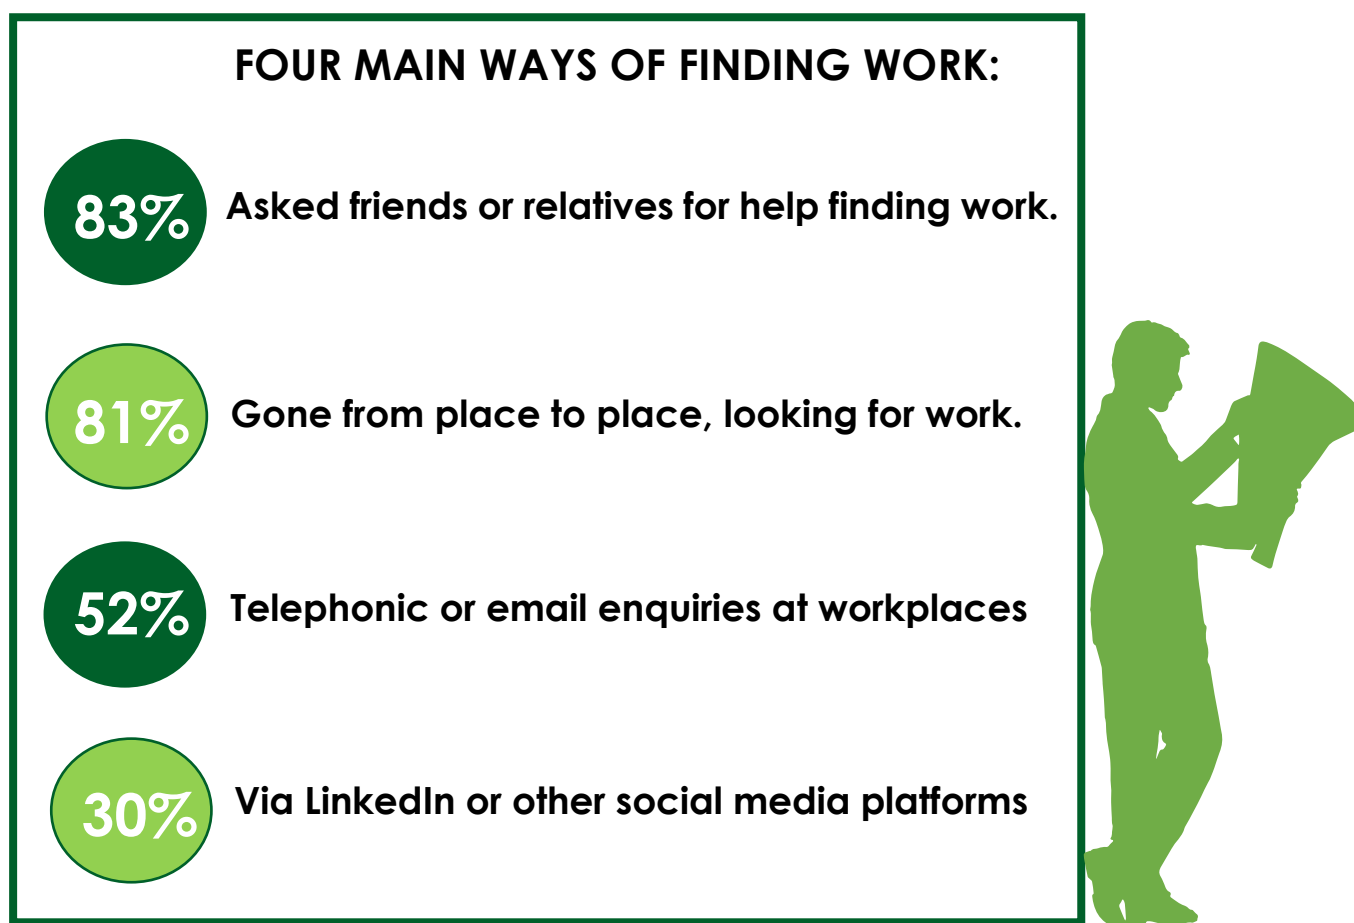 FOUR MAIN WAYS OF FINDING WORK:
83% Asked friends or relatives for help finding work.
81% Gone from place to place, looking for work.
52% Telephonic or email enquiries at workplaces
30% Via LinkedIn or other social media platforms